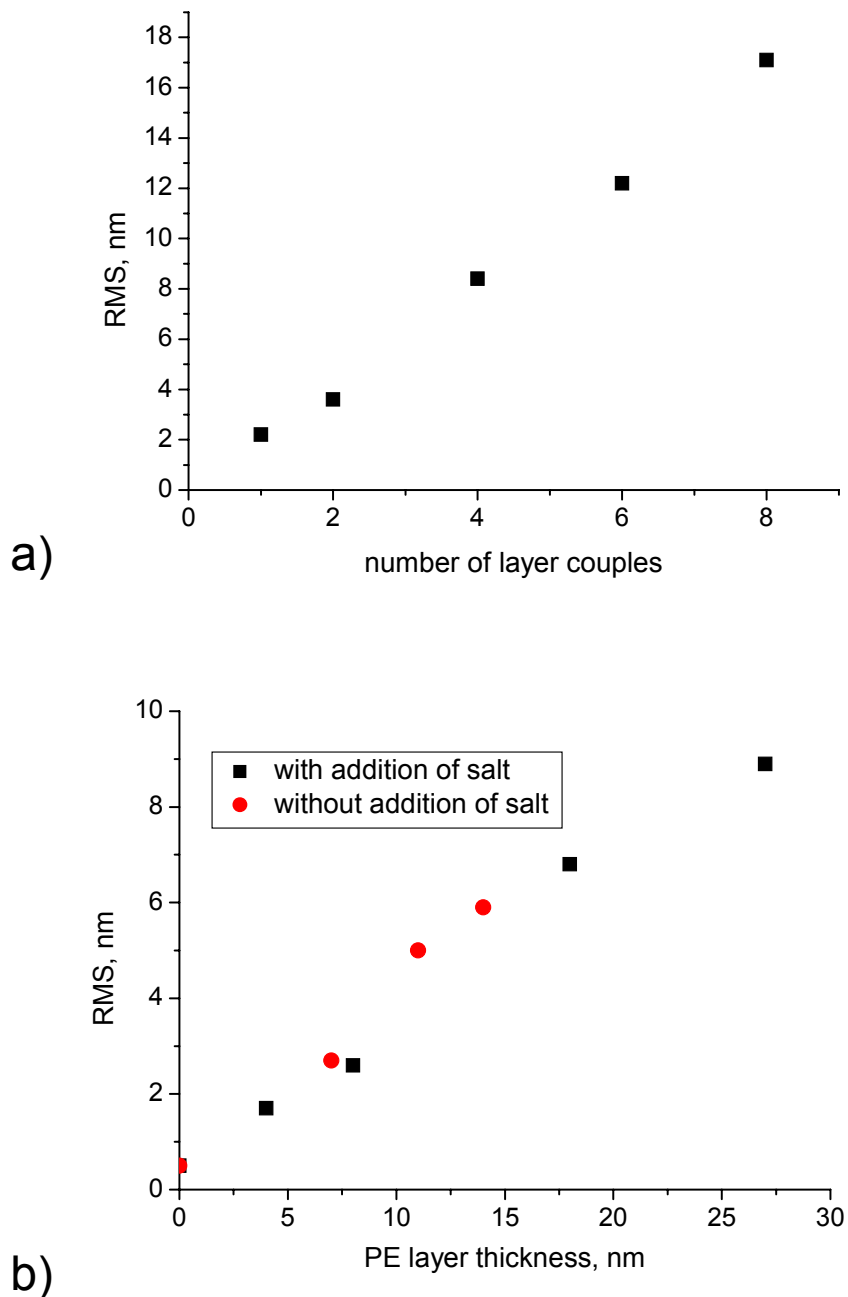 18
16
14
12
10
8
6
4
2
0
RMS, nm
0 2 4 6 8
number of layer couples
a)
10
8
6
4
2
0
RMS, nm
with addition of salt
without addition of salt
0 5 10 15 20 25 30
PE layer thickness, nm
b)